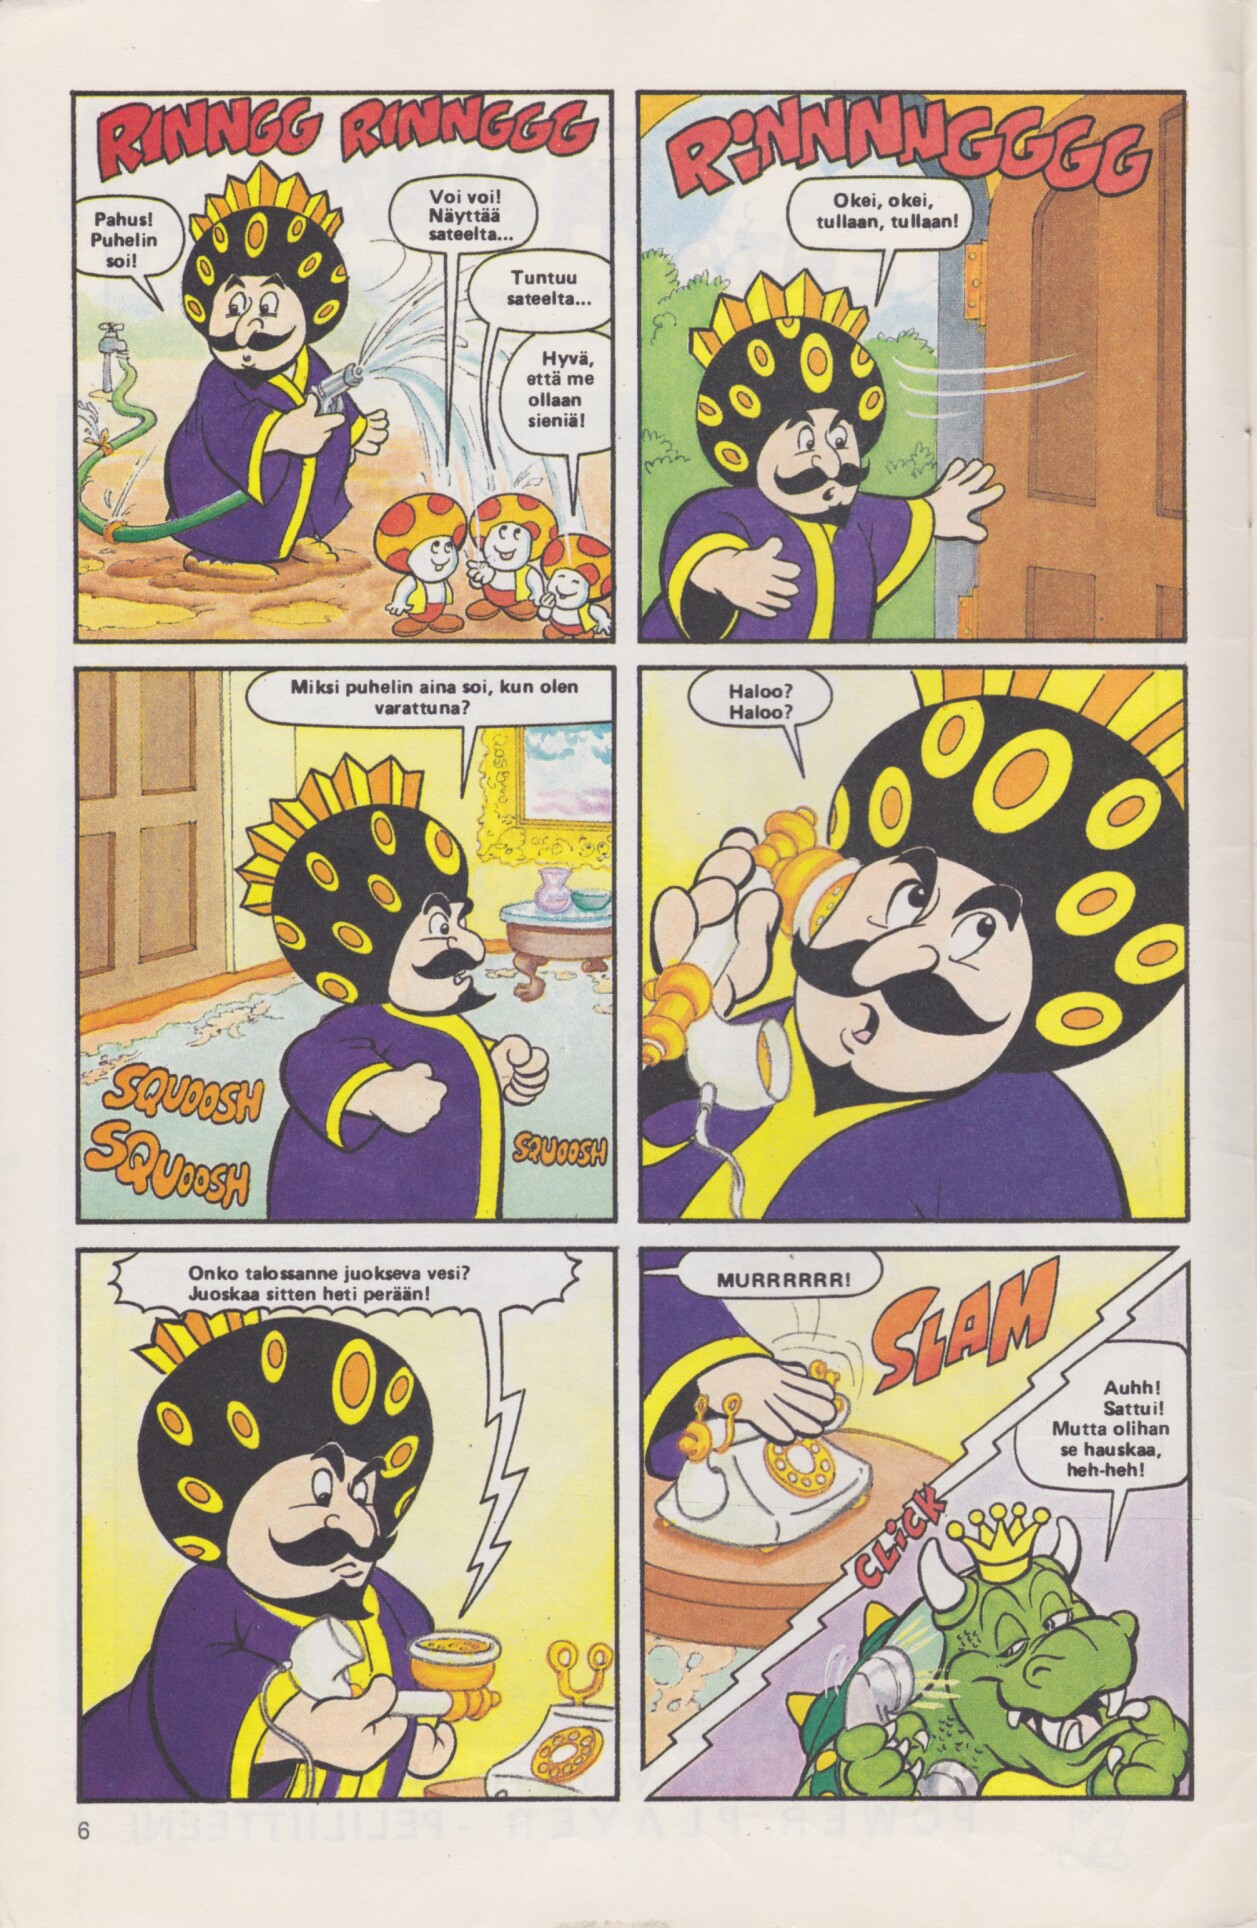 RINNGG RINNGGG
Pahus!
Puhelin
soi!
Voi voi!
Näyttää
sateelta...
Tuntuu
sateelta...
Hyvä,
että me
ollaan
sieniä!
RiNNNNGGGG
Okei, okei,
tullaan, tullaan!
Miksi puhelin aina soi, kun olen
varattuna?
SQUOOSH
SQUOOSH
SQUOOSH
Haloo?
Haloo?
Onko talossanne juokseva vesi?
Juoskaa sitten heti perään!
MURRRRRR!
SLAM
CLiCK
Auhh!
Sattui!
Mutta olihan
se hauskaa,
heh-heh!
6